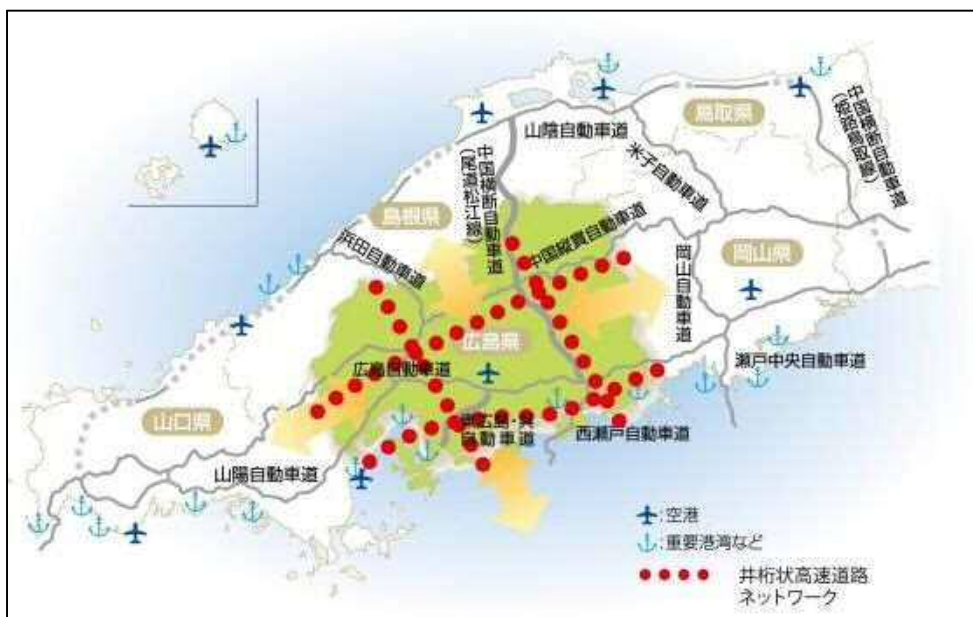 鳥取県
中国横断自動車道
(姫路鳥取線)
山陰自動車道
米子自動車道
中国横断自動車道
(尾道松江線)
島根県
中国縦貫自動車道
浜田自動車道
岡山自動車道
岡山県
広島県
瀬戸中央自動車道
広島自動車道
山口県
広島・呉
自動車道
西瀬戸自動車道
山陽自動車道
:空港
:重要港湾など
井桁状高速道路
ネットワーク